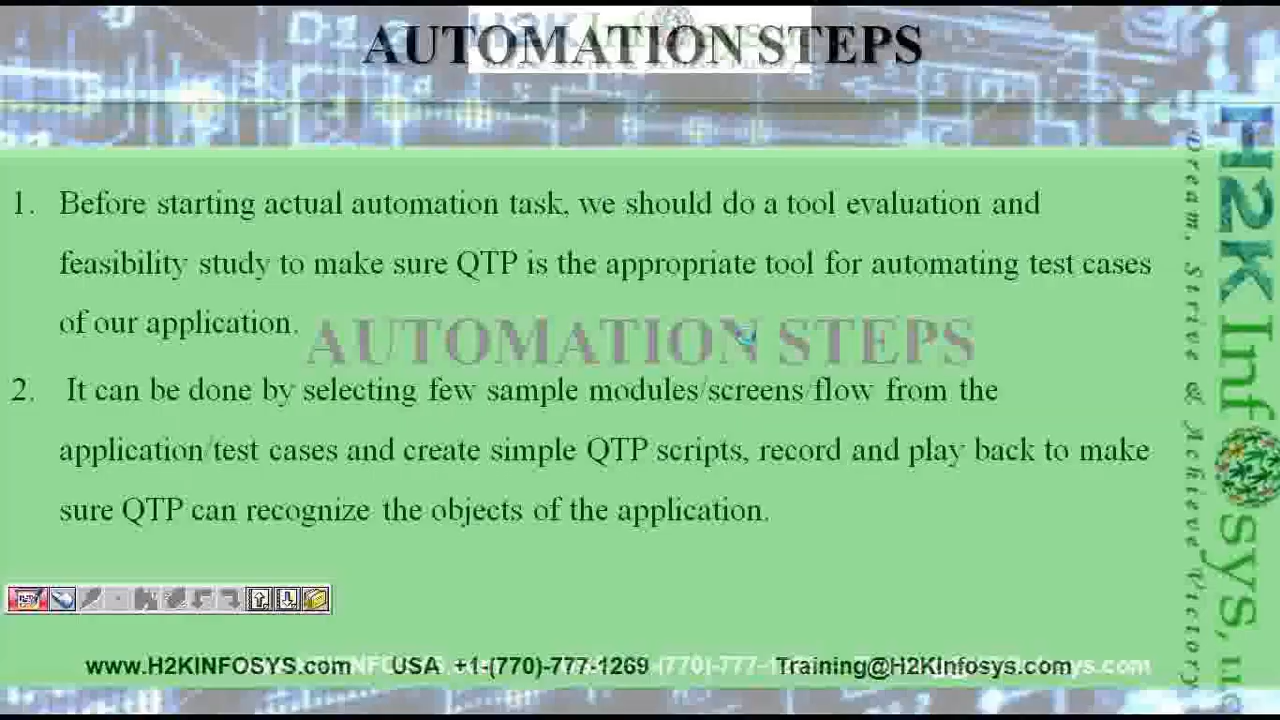 AUTOMATION STEPS
1. Before starting actual automation task, we should do a tool evaluation and
feasibility study to make sure QTP is the appropriate tool for automating test cases
of our application.
AUTOMATION STEPS
2. It can be done by selecting few sample modules/screens/flow from the
application/test cases and create simple QTP scripts, record and play back to make
sure QTP can recognize the objects of the application.
www.H2KINFOSYS.com USA +1-(770)-777-1269 Training@H2KInfosys.com
H2K Infosys,
Dream, Strive & Achieve Victory